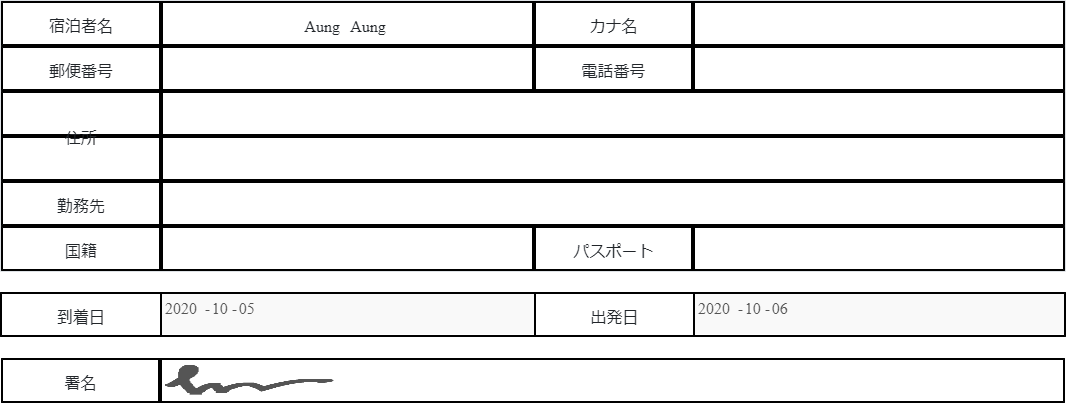 宿泊者名 Aung Aung カナ名
郵便番号 電話番号
住所
勤務先
国籍 パスポート
到着日 2020 -10 -05 出発日 2020 -10 -06
署名